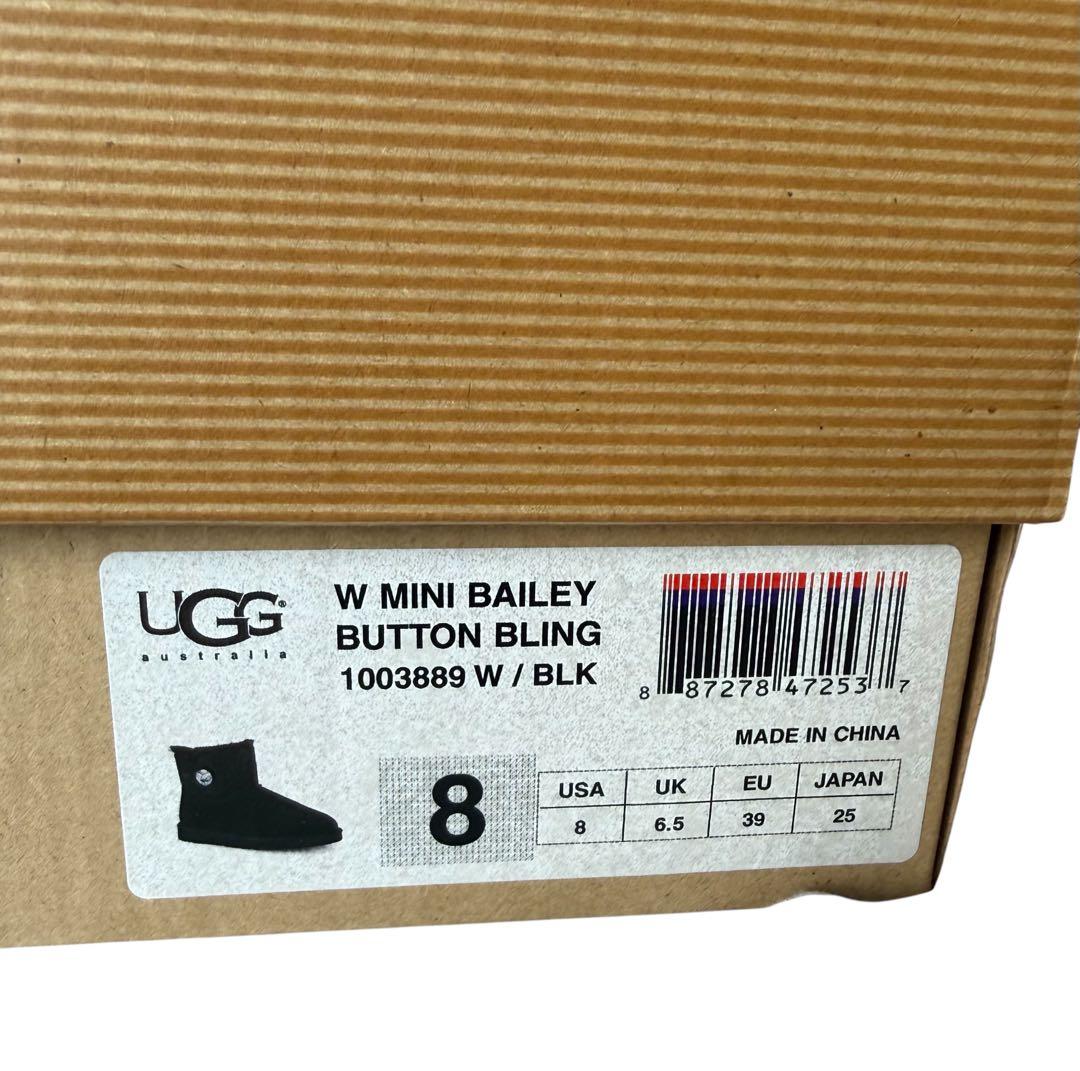 UGG®
australia
W MINI BAILEY
BUTTON BLING
1003889 W / BLK
8 87278 47253 7
MADE IN CHINA
8
USA UK EU JAPAN
8 6.5 39 25